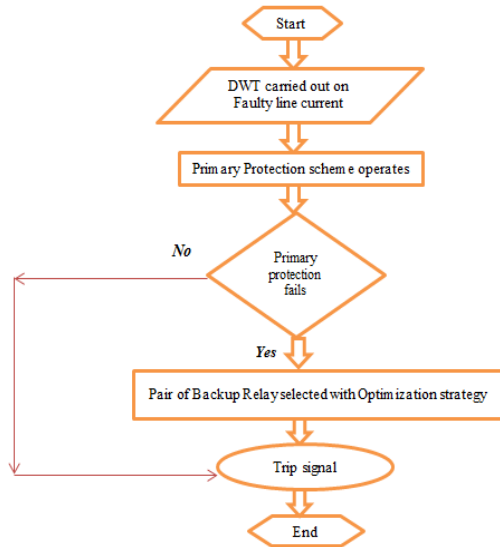 Start
DWT carried out on
Faulty line current
Primary Protection scheme operates
No
Primary
protection
fails
Yes
Pair of Backup Relay selected with Optimization strategy
Trip signal
End